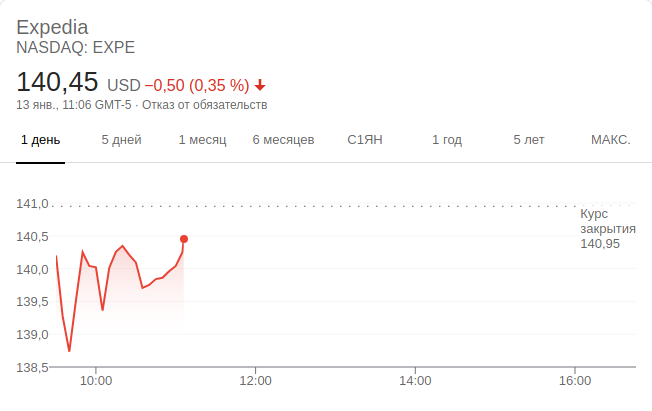 Expedia
NASDAQ: EXPE
140,45 USD −0,50 (0,35 %)
13 янв., 11:06 GMT-5 · Отказ от обязательств
1 день 5 дней 1 месяц 6 месяцев С1ЯН 1 год 5 лет МАКС.
141,0
Курс
закрытия
140,95
140,5
140,0
139,5
139,0
138,5
10:00 12:00 14:00 16:00